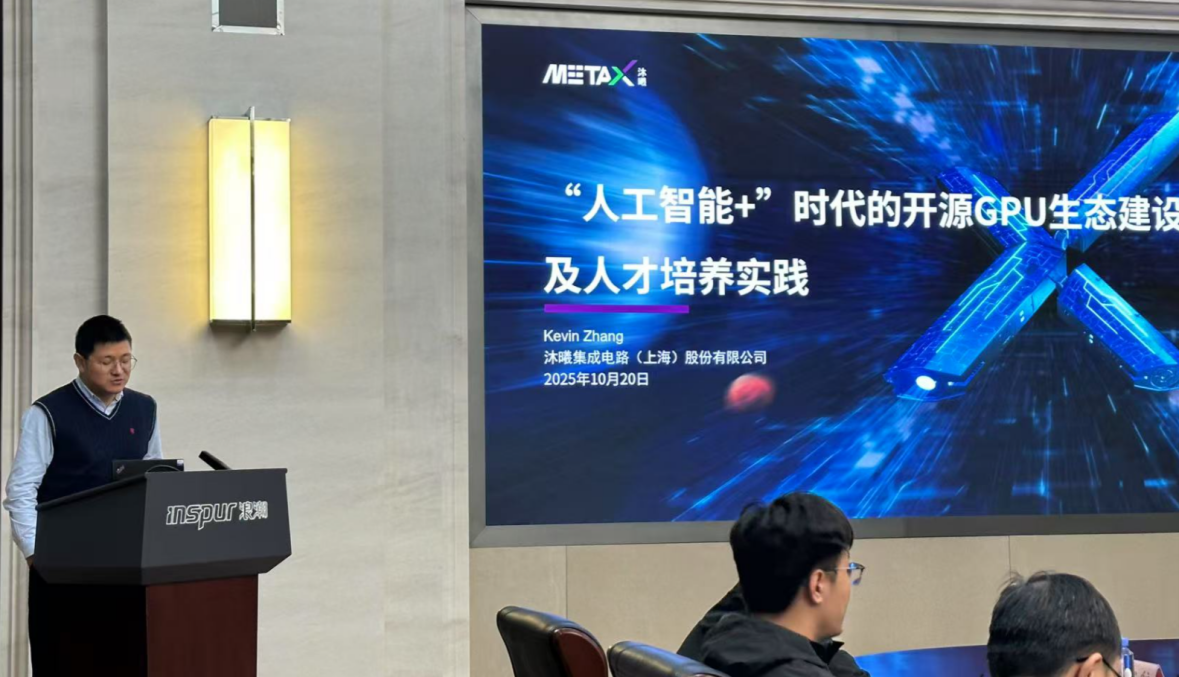 METAX 沐曦
“人工智能+”时代的开源GPU生态建设
及人才培养实践
Kevin Zhang
沐曦集成电路（上海）股份有限公司
2025年10月20日
inspur 浪潮